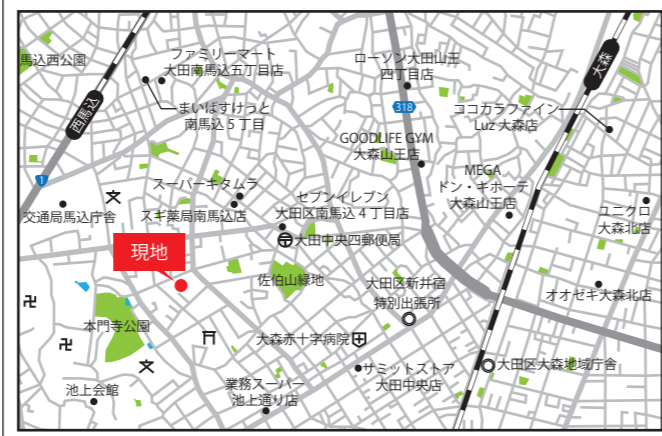 馬込西公園
ファミリーマート
大田南馬込五丁目店
ローソン大田山王
四丁目店
大森
西馬込
まいばすけっと
南馬込5丁目
318
ココカラファイン
Luz 大森店
GOODLIFE GYM
大森山王店
1
スーパーキタムラ
MEGA
ドン・キホーテ
大森山王店
文
交通局馬込庁舎
スギ薬局南馬込店
セブンイレブン
大田区南馬込4丁目店
ユニクロ
大森北店
大田中央四郵便局
現地
佐伯山緑地
大田区新井宿
特別出張所
オオゼキ大森北店
卍
本門寺公園
卍
大森赤十字病院
文
サミットストア
大田中央店
大田区大森地域庁舎
池上会館
業務スーパー
池上通り店